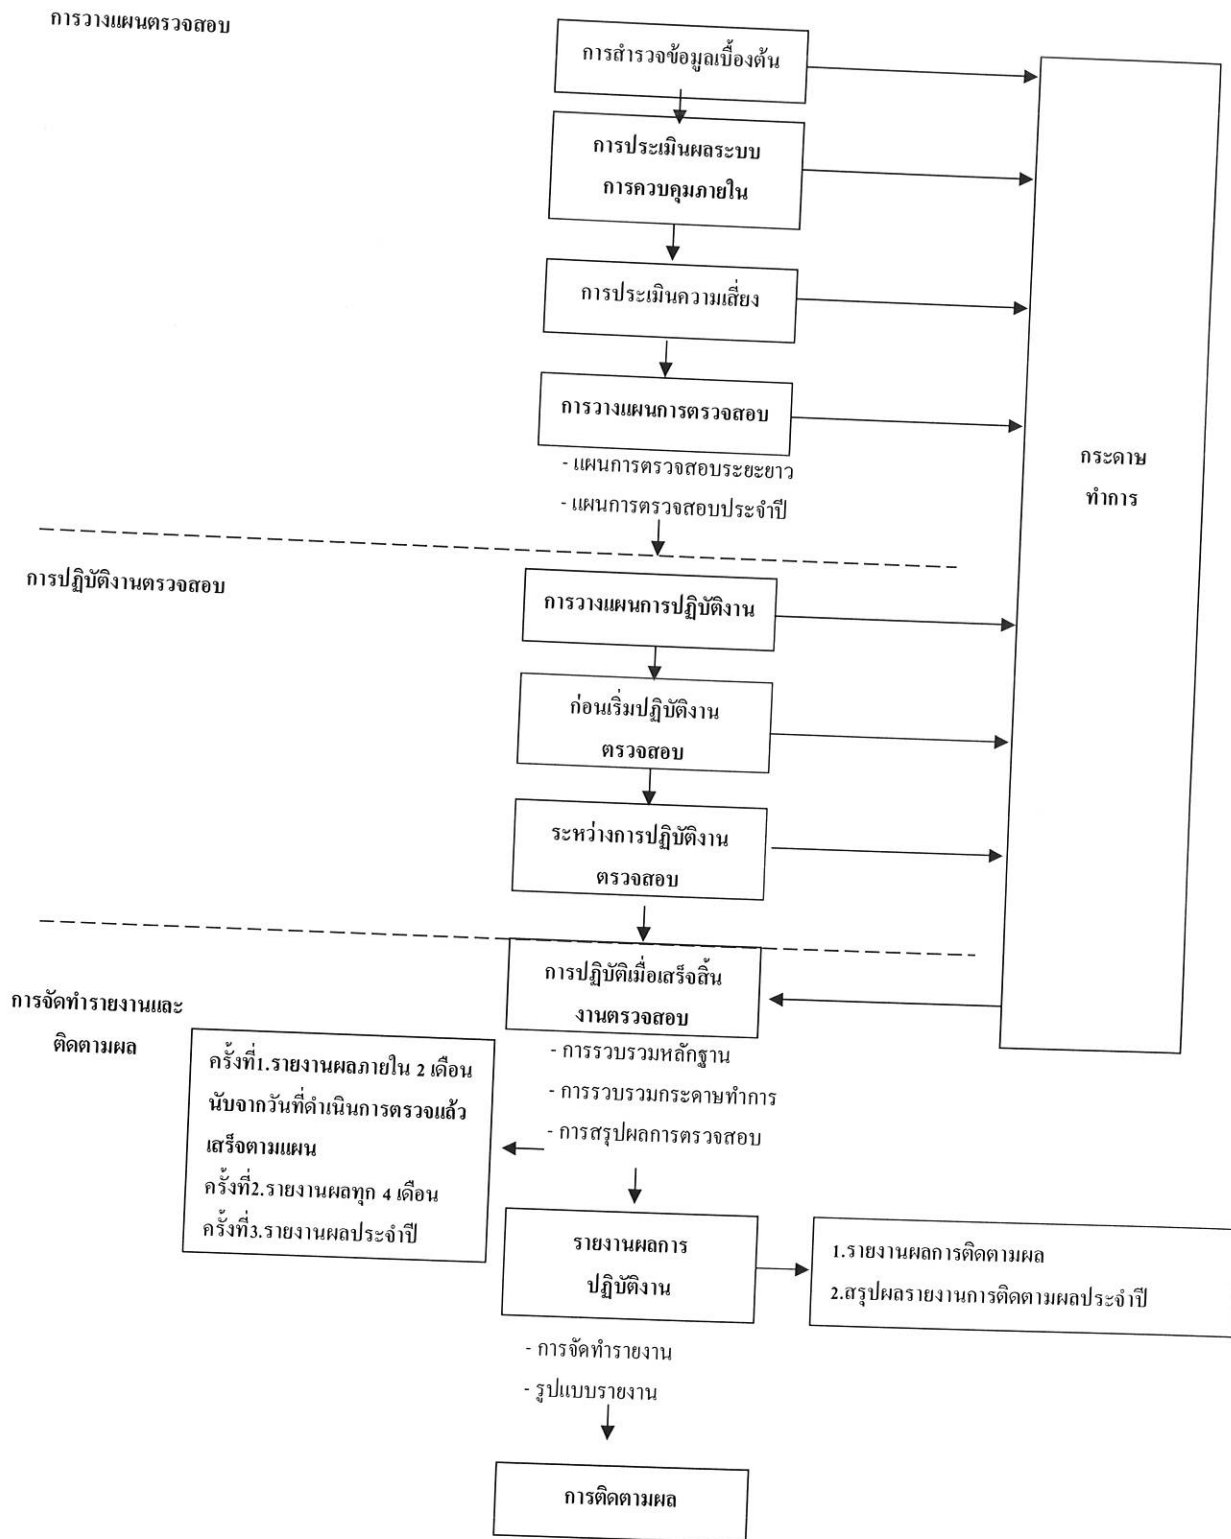 การวางแผนตรวจสอบ
การสำรวจข้อมูลเบื้องต้น
การประเมินผลระบบ
การควบคุมภายใน
การประเมินความเสี่ยง
การวางแผนการตรวจสอบ
- แผนการตรวจสอบระยะยาว
- แผนการตรวจสอบประจำปี
กระดาษ
ทำการ
การปฏิบัติงานตรวจสอบ
การวางแผนการปฏิบัติงาน
ก่อนเริ่มปฏิบัติงาน
ตรวจสอบ
ระหว่างการปฏิบัติงาน
ตรวจสอบ
การจัดทำรายงานและ
ติดตามผล
การปฏิบัติเมื่อเสร็จสิ้น
งานตรวจสอบ
- การรวบรวมหลักฐาน
- การรวบรวมกระดาษทำการ
- การสรุปผลการตรวจสอบ
ครั้งที่1.รายงานผลภายใน 2 เดือน
นับจากวันที่ดำเนินการตรวจแล้ว
เสร็จตามแผน
ครั้งที่2.รายงานผลทุก 4 เดือน
ครั้งที่3.รายงานผลประจำปี
รายงานผลการ
ปฏิบัติงาน
1.รายงานผลการติดตามผล
2.สรุปผลรายงานการติดตามผลประจำปี
- การจัดทำรายงาน
- รูปแบบรายงาน
การติดตามผล